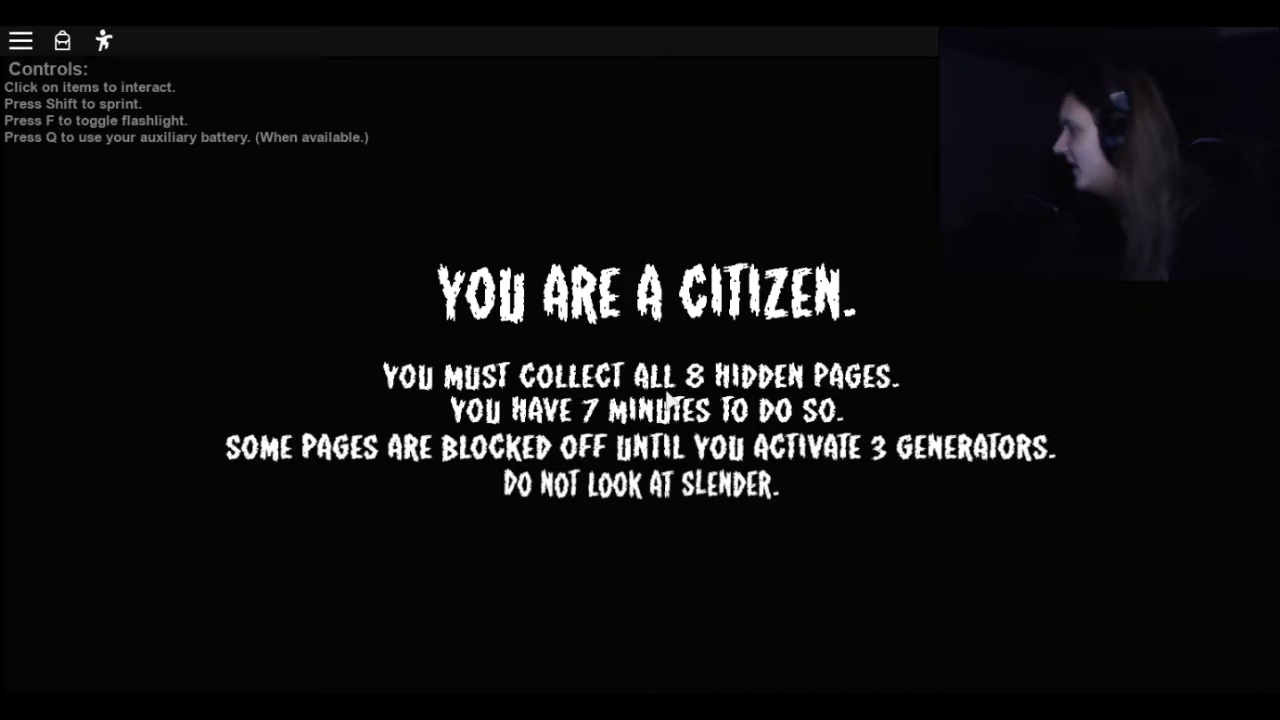 Controls:
Click on items to interact.
Press Shift to sprint.
Press F to toggle flashlight.
Press Q to use your auxiliary battery. (When available.)
YOU ARE A CITIZEN.
YOU MUST COLLECT ALL 8 HIDDEN PAGES.
YOU HAVE 7 MINUTES TO DO SO.
SOME PAGES ARE BLOCKED OFF UNTIL YOU ACTIVATE 3 GENERATORS.
DO NOT LOOK AT SLENDER.